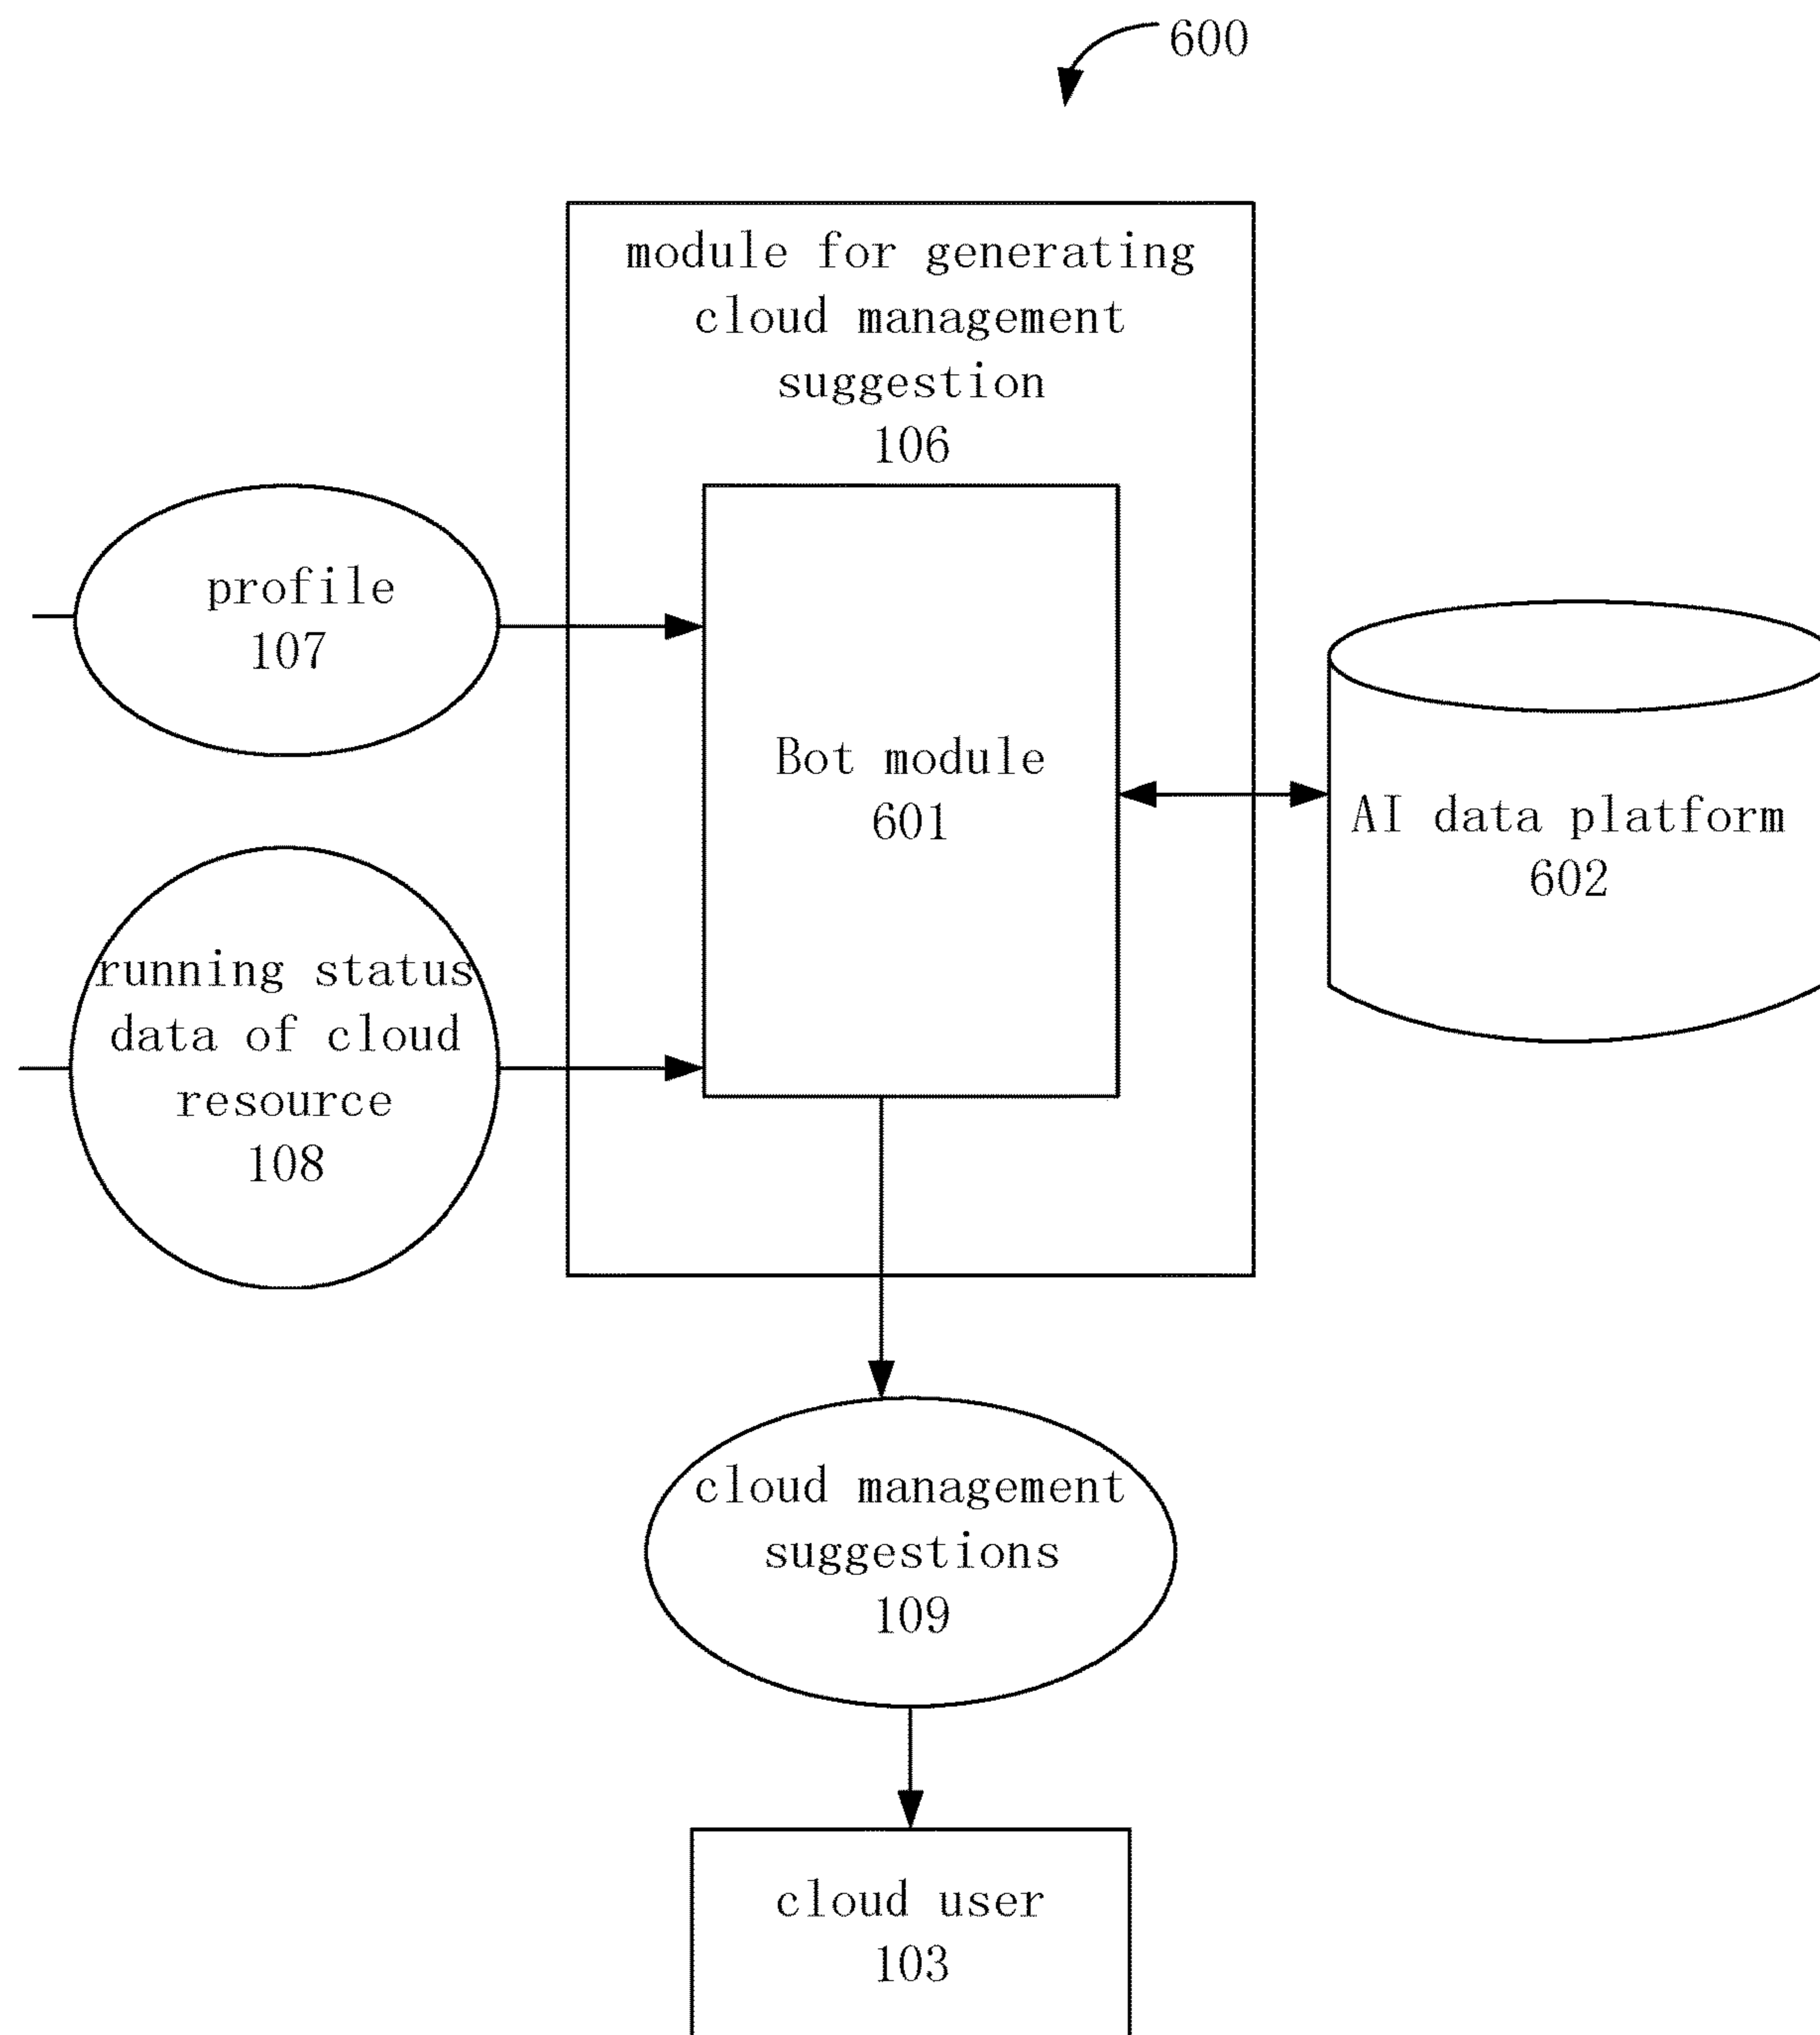 600
module for generating
cloud management
suggestion
106
profile
107
Bot module
601
AI data platform
602
running status
data of cloud
resource
108
cloud management
suggestions
109
cloud user
103